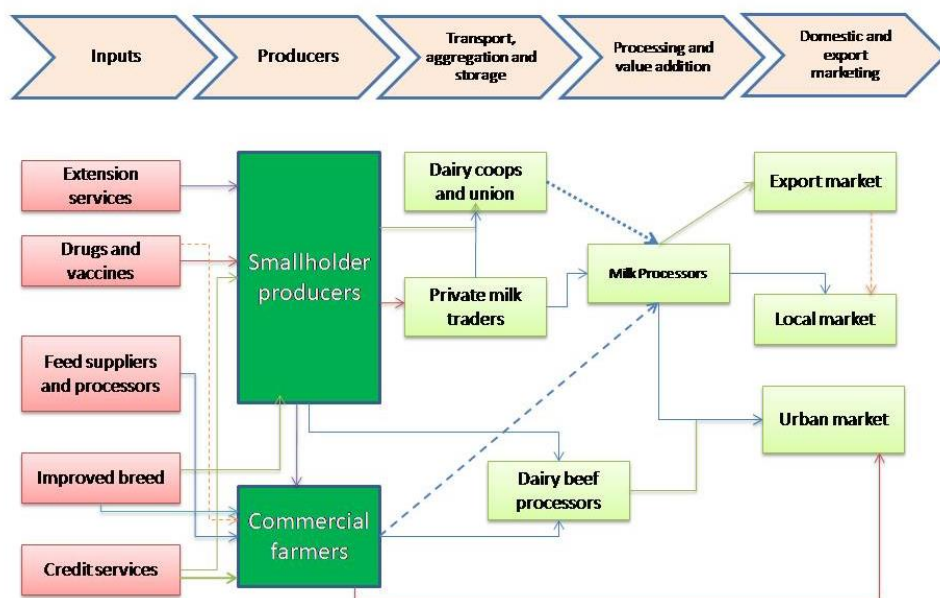 Inputs
Producers
Transport,
aggregation and
storage
Processing and
value addition
Domestic and
export
marketing
Extension
services
Drugs and
vaccines
Feed suppliers
and processors
Improved breed
Credit services
Smallholder
producers
Commercial
farmers
Dairy coops
and union
Private milk
traders
Dairy beef
processors
Milk Processors
Export market
Local market
Urban market